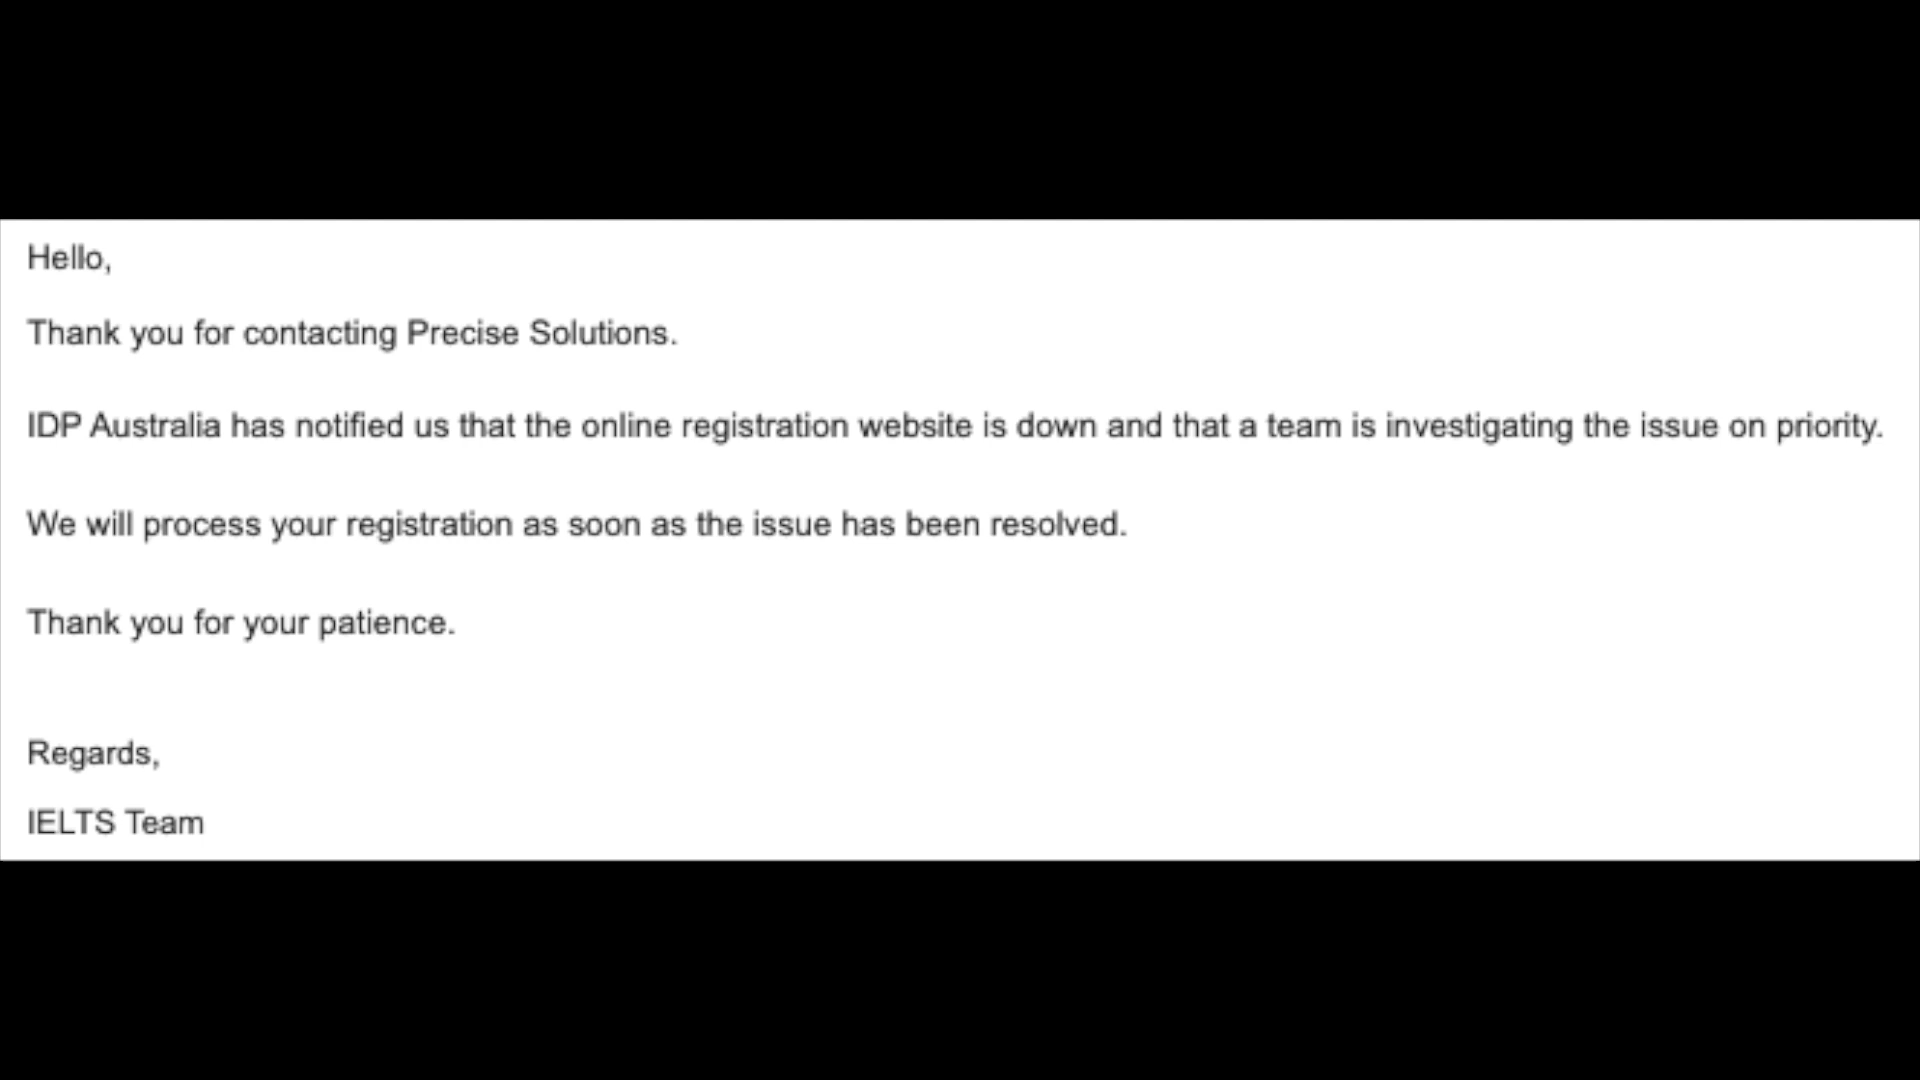 Hello,
Thank you for contacting Precise Solutions.
IDP Australia has notified us that the online registration website is down and that a team is investigating the issue on priority.
We will process your registration as soon as the issue has been resolved.
Thank you for your patience.
Regards,
IELTS Team